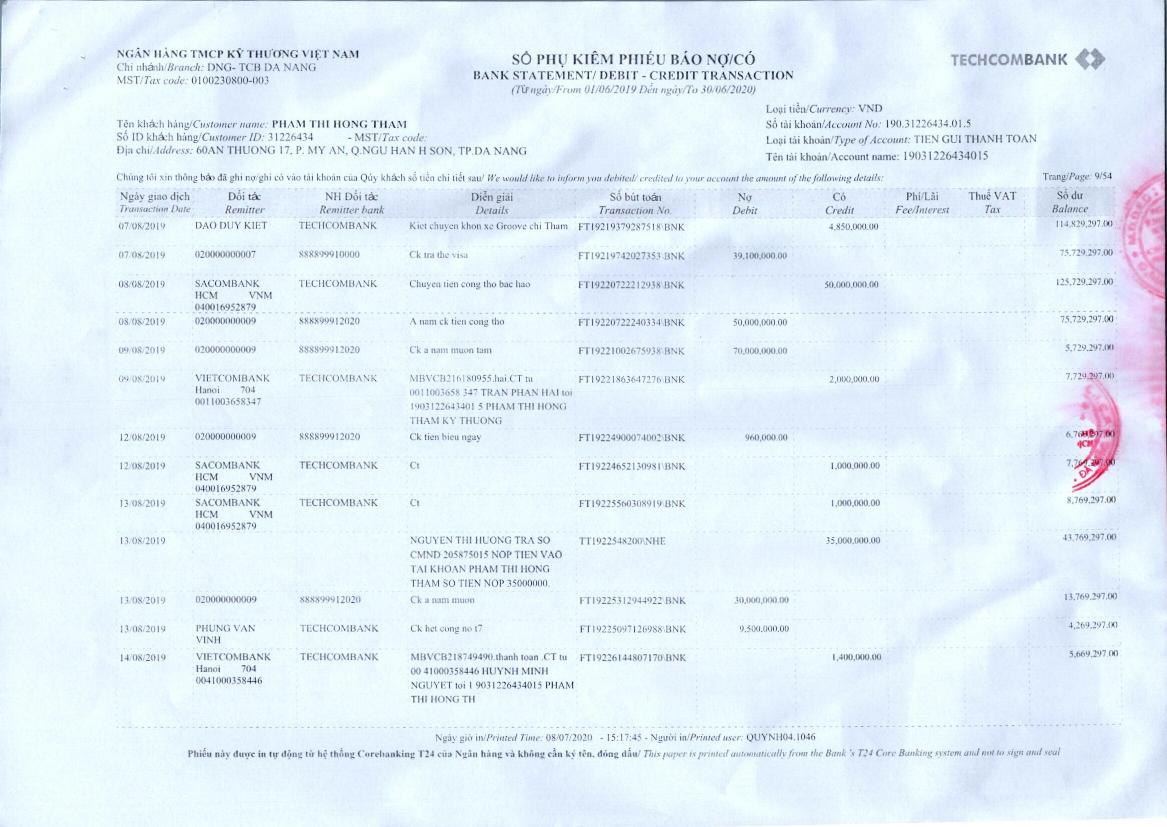 NGÂN HÀNG TMCP KỸ THƯƠNG VIỆT NAM
Chi nhánh/Branch: DNG- TCB DA NANG
MST/Tax code: 0100230800-003
SỔ PHỤ KIÊM PHIẾU BÁO NỢ/CÓ
BANK STATEMENT/ DEBIT - CREDIT TRANSACTION
(Từ ngày/From 01/06/2019 Đến ngày/To 30/06/2020)
TECHCOMBANK
Tên khách hàng/Customer name: PHAM THI HONG THAM
Số ID khách hàng/Customer ID: 31226434 - MST/Tax code:
Địa chỉ/Address: 60AN THUONG 17, P. MY AN, Q.NGU HAN H SON, TP.DA NANG
Loại tiền/Currency: VND
Số tài khoản/Account No: 190.31226434.01.5
Loại tài khoản/Type of Account: TIEN GUI THANH TOAN
Tên tài khoản/Account name: 19031226434015
Chúng tôi xin thông báo đã ghi nợ/ghi có vào tài khoản của Qúy khách số tiền chi tiết sau/ We would like to inform you debited/ credited to your account the amount of the following details:
Trang/Page: 9/54
Ngày giao dịch Đối tác NH Đối tác Diễn giải Số bút toán Nợ Có Phí/Lãi Thuế VAT Số dư
Transaction Date Remitter Remitter bank Details Transaction No. Debit Credit Fee/Interest Tax Balance
07/08/2019 DAO DUY KIET TECHCOMBANK Kiet chuyen khon xe Groove chi Tham FT19219379287518\BNK 4,850,000.00 114,829,297.00
07/08/2019 020000000007 888899910000 Ck tra the visa FT19219742027353\BNK 39,100,000.00 75,729,297.00
08/08/2019 SACOMBANK TECHCOMBANK Chuyen tien cong tho bac hao FT19220722212938\BNK 50,000,000.00 125,729,297.00
HCM VNM
040016952879
08/08/2019 020000000009 888899912020 A nam ck tien cong tho FT19220722240334\BNK 50,000,000.00 75,729,297.00
09/08/2019 020000000009 888899912020 Ck a nam muon tam FT19221002675938\BNK 70,000,000.00 5,729,297.00
09/08/2019 VIETCOMBANK TECHCOMBANK MBVCB216180955.hai.CT tu FT19221863647276\BNK 2,000,000.00 7,729,297.00
Hanoi 704 0011003658 347 TRAN PHAN HAI toi
0011003658347 1903122643401 5 PHAM THI HONG
THAM KY THUONG
12/08/2019 020000000009 888899912020 Ck tien bieu ngay FT19224900074002\BNK 960,000.00 6,769,297.00
12/08/2019 SACOMBANK TECHCOMBANK Ct FT19224652130981\BNK 1,000,000.00 7,769,297.00
HCM VNM
040016952879
13/08/2019 SACOMBANK TECHCOMBANK Ct FT19225560308919\BNK 1,000,000.00 8,769,297.00
HCM VNM
040016952879
13/08/2019 NGUYEN THI HUONG TRA SO TT1922548200\NHE 35,000,000.00 43,769,297.00
CMND 205875015 NOP TIEN VAO
TAI KHOAN PHAM THI HONG
THAM SO TIEN NOP 35000000.
13/08/2019 020000000009 888899912020 Ck a nam muon FT19225312944922\BNK 30,000,000.00 13,769,297.00
13/08/2019 PHUNG VAN TECHCOMBANK Ck het cong no t7 FT19225097126988\BNK 9,500,000.00 4,269,297.00
VINH
14/08/2019 VIETCOMBANK TECHCOMBANK MBVCB218749490.thanh toan .CT tu FT19226144807170\BNK 1,400,000.00 5,669,297.00
Hanoi 704 00 41000358446 HUYNH MINH
0041000358446 NGUYET toi 1 9031226434015 PHAM
THI HONG TH
Ngày giờ in/Printed Time: 08/07/2020 - 15:17:45 - Người in/Printed user: QUYNH04.1046
Phiếu này được in tự động từ hệ thống Corebanking T24 của Ngân hàng và không cần ký tên, đóng dấu/ This paper is printed automatically from the Bank 's T24 Core Banking system and not to sign and seal